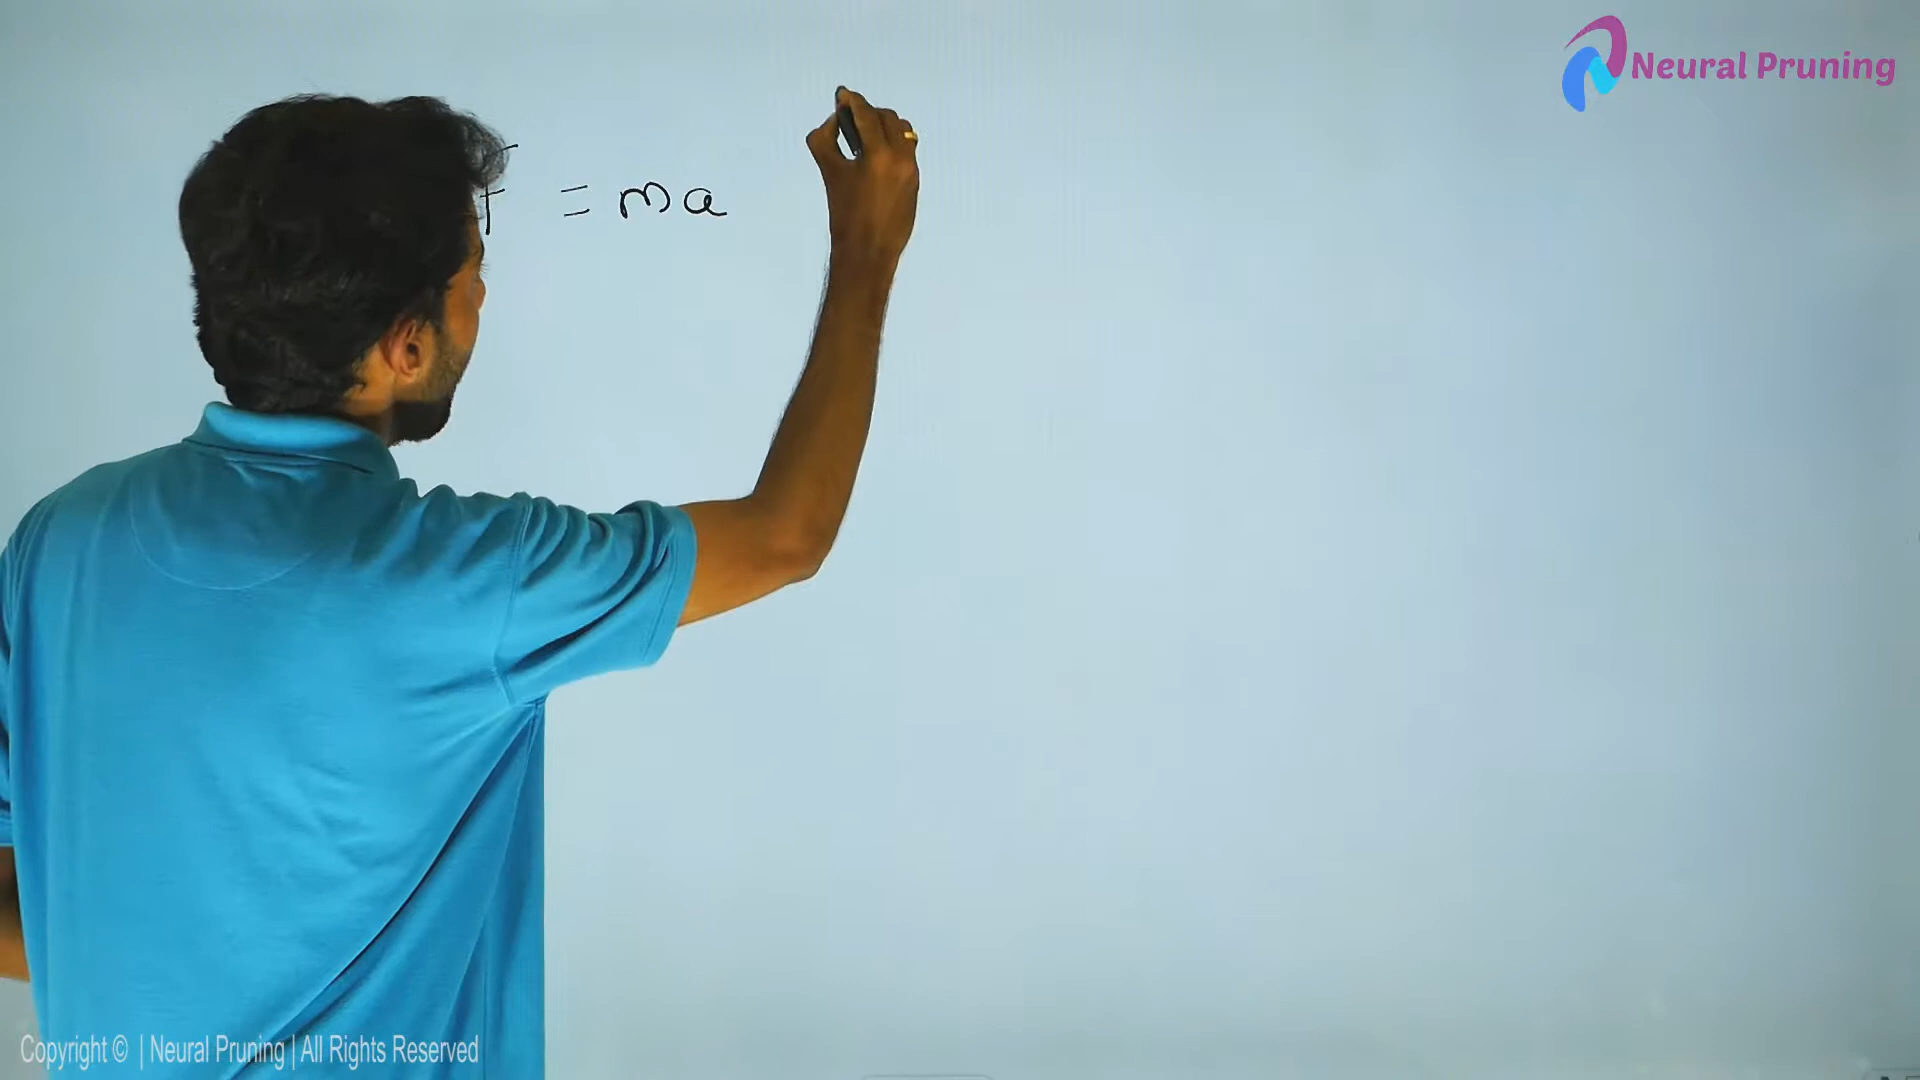 Neural Pruning
F = ma
Copyright © | Neural Pruning | All Rights Reserved